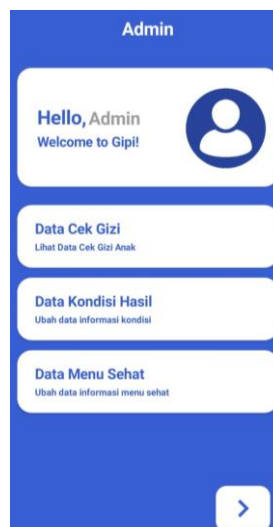 Admin
Hello, Admin
Welcome to Gipi!
Data Cek Gizi
Lihat Data Cek Gizi Anak
Data Kondisi Hasil
Ubah data informasi kondisi
Data Menu Sehat
Ubah data informasi menu sehat